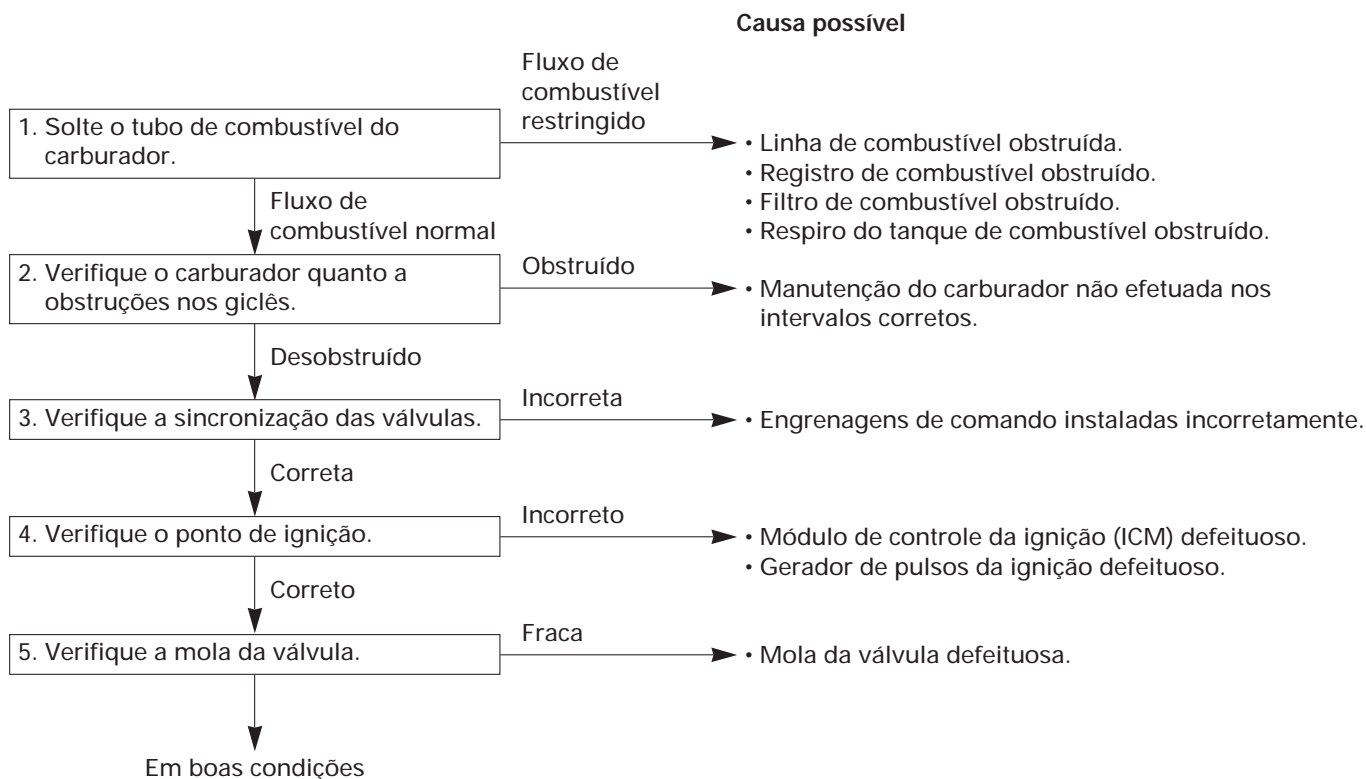 Causa possível
Fluxo de
combustível
restringido
1. Solte o tubo de combustível do
carburador.
• Linha de combustível obstruída.
• Registro de combustível obstruído.
• Filtro de combustível obstruído.
• Respiro do tanque de combustível obstruído.
Fluxo de
combustível normal
2. Verifique o carburador quanto a
obstruções nos giclês.
Obstruído
• Manutenção do carburador não efetuada nos
intervalos corretos.
Desobstruído
3. Verifique a sincronização das válvulas.
Incorreta
• Engrenagens de comando instaladas incorretamente.
Correta
4. Verifique o ponto de ignição.
Incorreto
• Módulo de controle da ignição (ICM) defeituoso.
• Gerador de pulsos da ignição defeituoso.
Correto
5. Verifique a mola da válvula.
Fraca
• Mola da válvula defeituosa.
Em boas condições